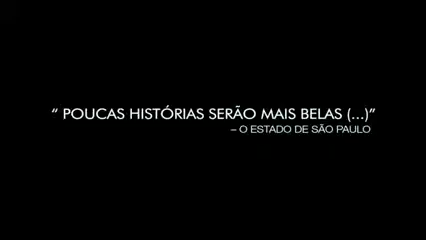 “ POUCAS HISTÓRIAS SERÃO MAIS BELAS (...)”
– O ESTADO DE SÃO PAULO